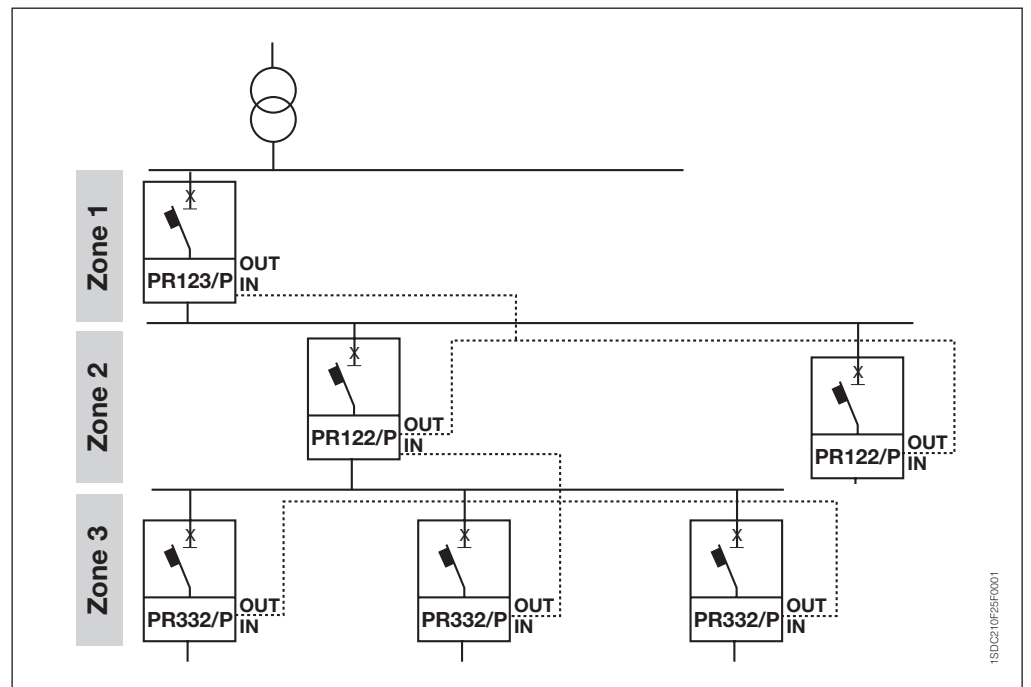 Zone 1
PR123/P
OUT
IN
Zone 2
PR122/P
OUT
IN
PR122/P
OUT
IN
Zone 3
PR332/P
OUT
IN
PR332/P
OUT
IN
PR332/P
OUT
IN
1SDC210F25F0001